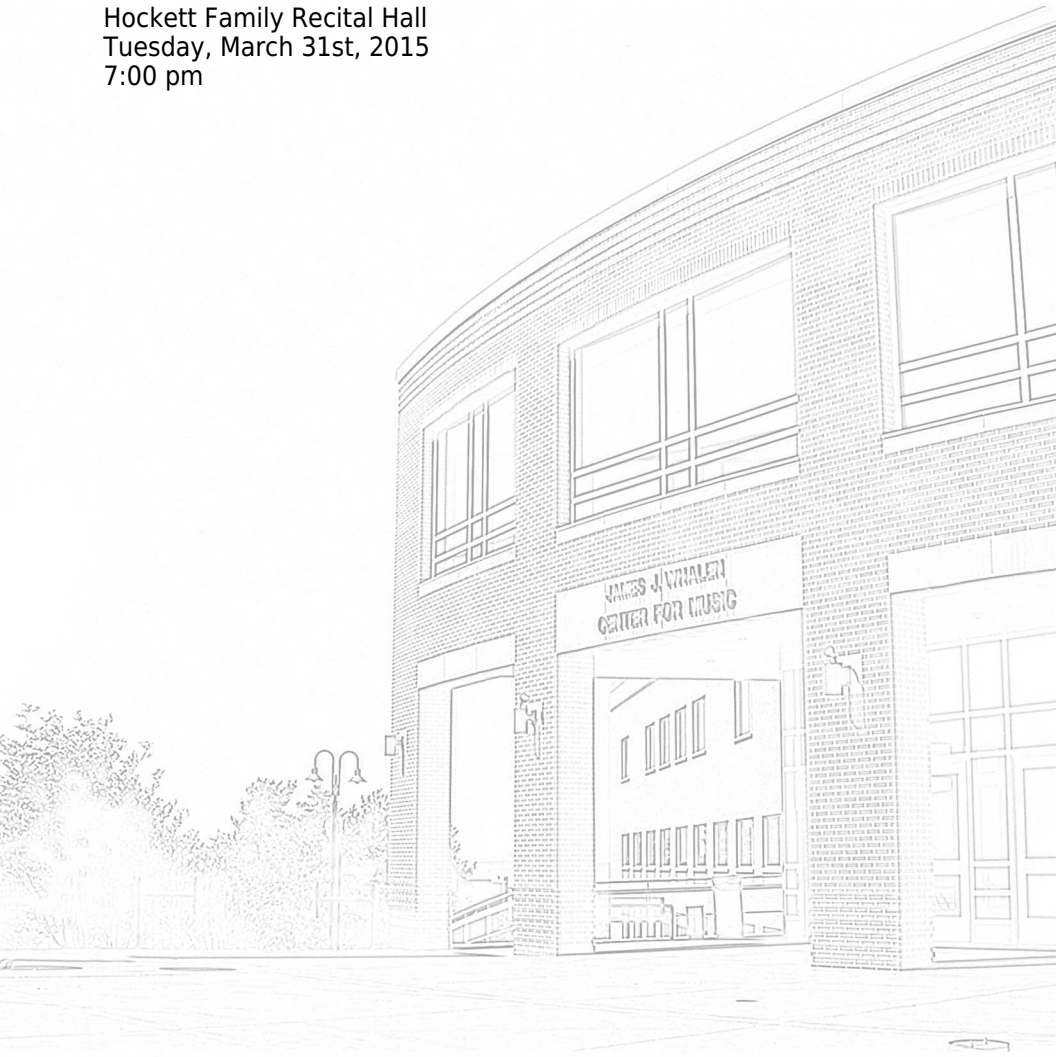 Hockett Family Recital Hall
Tuesday, March 31st, 2015
7:00 pm
JAMES J. WHALEN
CENTER FOR MUSIC